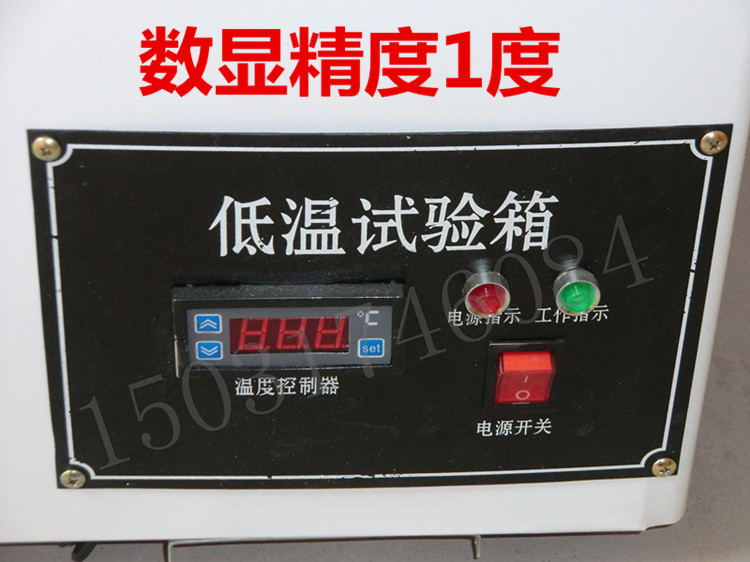 数显精度1度
低温试验箱
°C
set
温度控制器
电源指示 工作指示
电源开关
15031746084